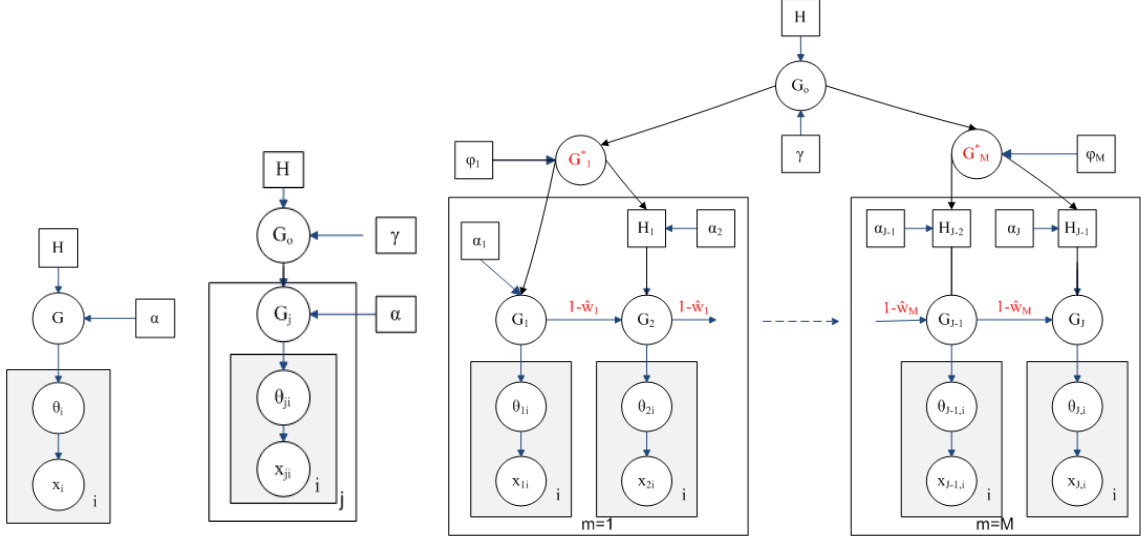 H
G
α
θi
xi
i
H
Go
γ
Gj
α
θji
xji
i
j
H
Go
γ
φ1
G*1
G*M
φM
α1
H1
α2
αJ-1
HJ-2
αJ
HJ-1
G1
1-ŵ1
G2
1-ŵ1
1-ŵM
GJ-1
1-ŵM
GJ
θ1i
θ2i
θJ-1,i
θJ,i
x1i
i
x2i
i
xJ-1,i
i
xJ,i
i
m=1
m=M